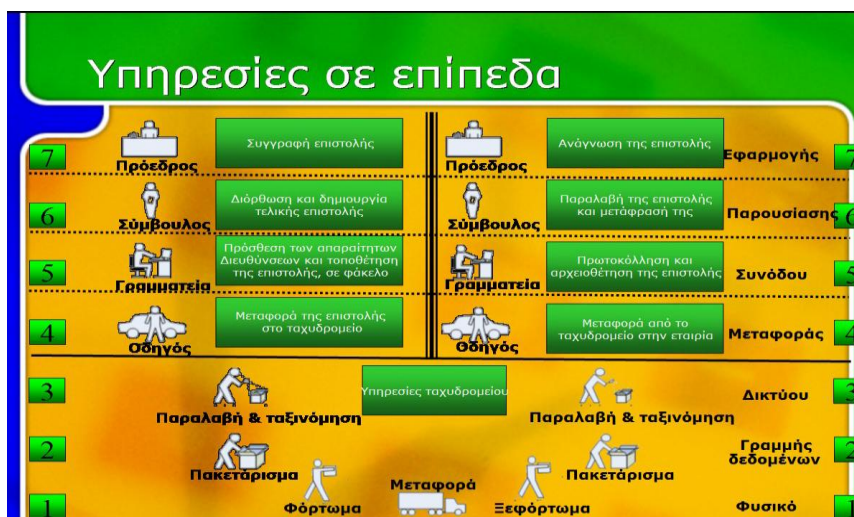 Υπηρεσίες σε επίπεδα
7
Πρόεδρος
Συγγραφή επιστολής
Πρόεδρος
Ανάγνωση της επιστολής
Εφαρμογής
7
6
Σύμβουλος
Διόρθωση και δημιουργία
τελικής επιστολής
Σύμβουλος
Παραλαβή της επιστολής
και μετάφρασή της
Παρουσίασης
6
5
Γραμματεία
Πρόσθεση των απαραίτητων
Διευθύνσεων και τοποθέτηση
της επιστολής, σε φάκελο
Γραμματεία
Πρωτοκόλληση και
αρχειοθέτηση της επιστολής
Συνόδου
5
4
Οδηγός
Μεταφορά της επιστολής
στο ταχυδρομείο
Οδηγός
Μεταφορά από το
ταχυδρομείο στην εταιρία
Μεταφοράς
4
3
Παραλαβή & ταξινόμηση
Υπηρεσίες ταχυδρομείου
Παραλαβή & ταξινόμηση
Δικτύου
3
2
Πακετάρισμα
Πακετάρισμα
Γραμμής
δεδομένων
2
1
Φόρτωμα
Μεταφορά
Ξεφόρτωμα
Φυσικό
1